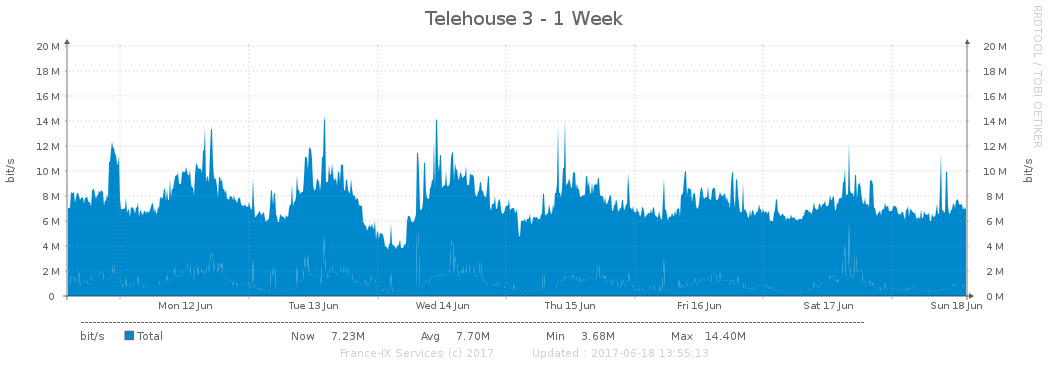 Telehouse 3 - 1 Week
RRDTOOL / TOBI OETIKER
bit/s
20 M 20 M
18 M 18 M
16 M 16 M
14 M 14 M
12 M 12 M
10 M 10 M
8 M 8 M
6 M 6 M
4 M 4 M
2 M 2 M
0 0 M
bit/s
Mon 12 Jun Tue 13 Jun Wed 14 Jun Thu 15 Jun Fri 16 Jun Sat 17 Jun Sun 18 Jun
bit/s Total Now 7.23M Avg 7.70M Min 3.68M Max 14.40M
France-IX Services (c) 2017 Updated : 2017-06-18 13:55:13